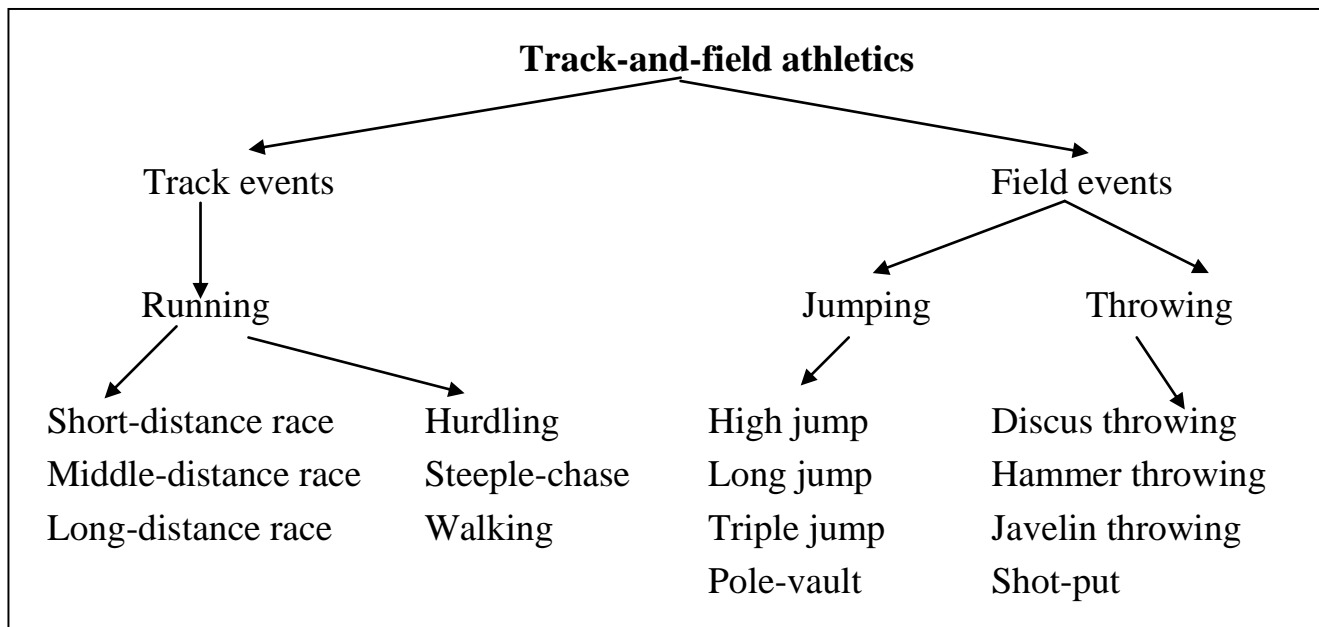 Track-and-field athletics
Track events Field events
Running Jumping Throwing
Short-distance race Hurdling High jump Discus throwing
Middle-distance race Steeple-chase Long jump Hammer throwing
Long-distance race Walking Triple jump Javelin throwing
Pole-vault Shot-put